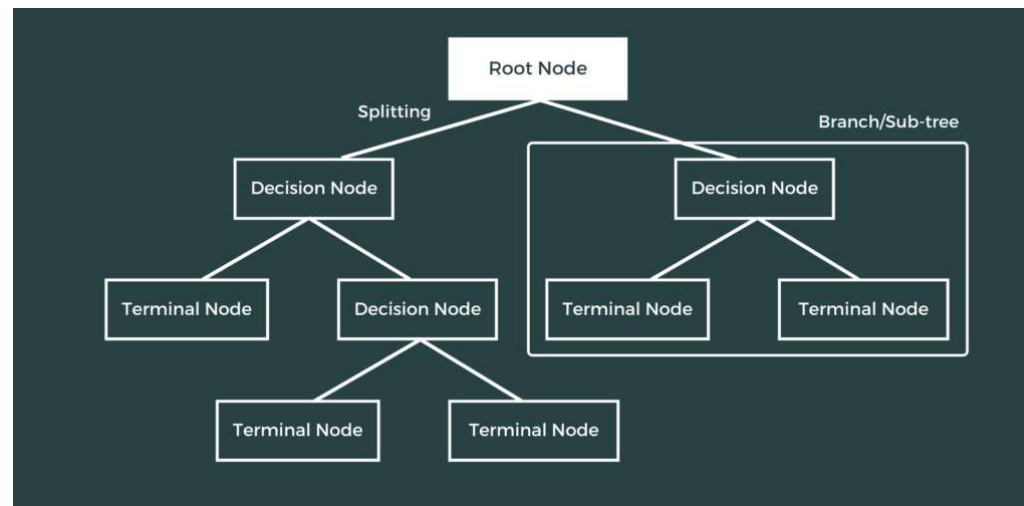 Root Node
Splitting
Branch/Sub-tree
Decision Node
Decision Node
Terminal Node
Decision Node
Terminal Node
Terminal Node
Terminal Node
Terminal Node